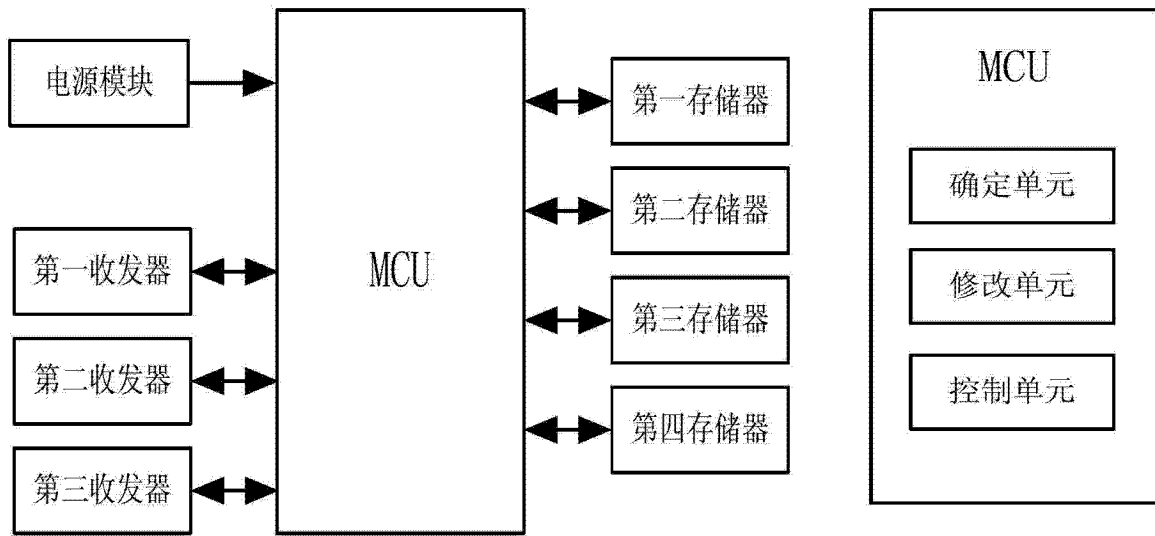 电源模块
第一收发器
第二收发器
第三收发器
MCU
第一存储器
第二存储器
第三存储器
第四存储器
MCU
确定单元
修改单元
控制单元